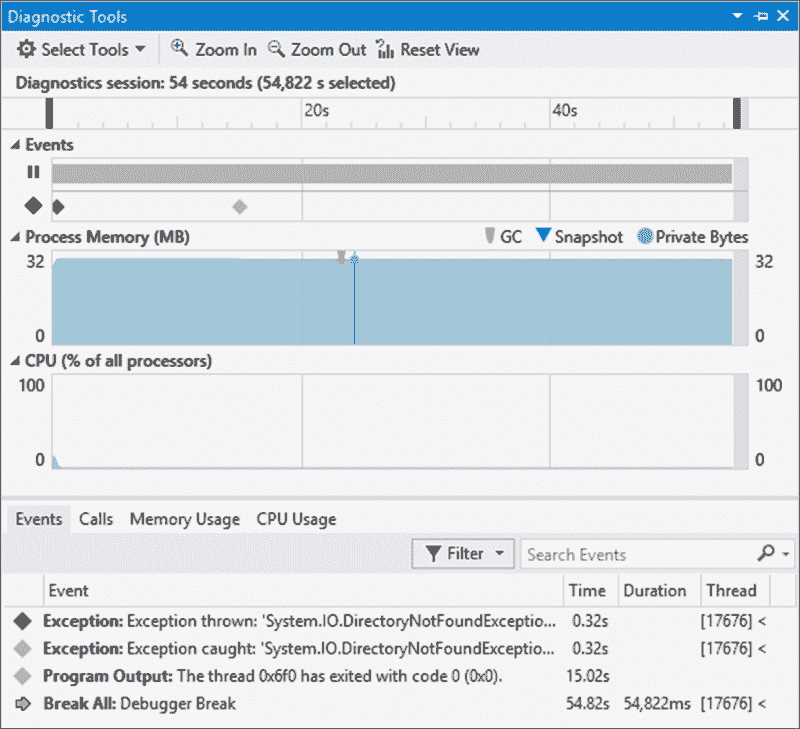 Diagnostic Tools
Select Tools Zoom In Zoom Out Reset View
Diagnostics session: 54 seconds (54,822 s selected)
20s 40s
Events
Process Memory (MB) GC Snapshot Private Bytes
32 32
0 0
CPU (% of all processors)
100 100
0 0
Events Calls Memory Usage CPU Usage
Filter Search Events
Event Time Duration Thread
Exception: Exception thrown: 'System.IO.DirectoryNotFoundExceptio... 0.32s [17676] <
Exception: Exception caught: 'System.IO.DirectoryNotFoundExceptio... 0.32s [17676] <
Program Output: The thread 0x6f0 has exited with code 0 (0x0). 15.02s
Break All: Debugger Break 54.82s 54,822ms [17676] <